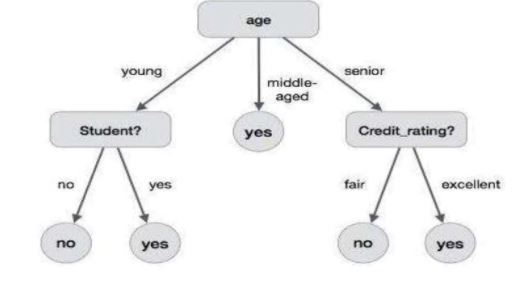 age
young
middle-
aged
senior
Student?
yes
Credit_rating?
no
yes
fair
excellent
no
yes
no
yes